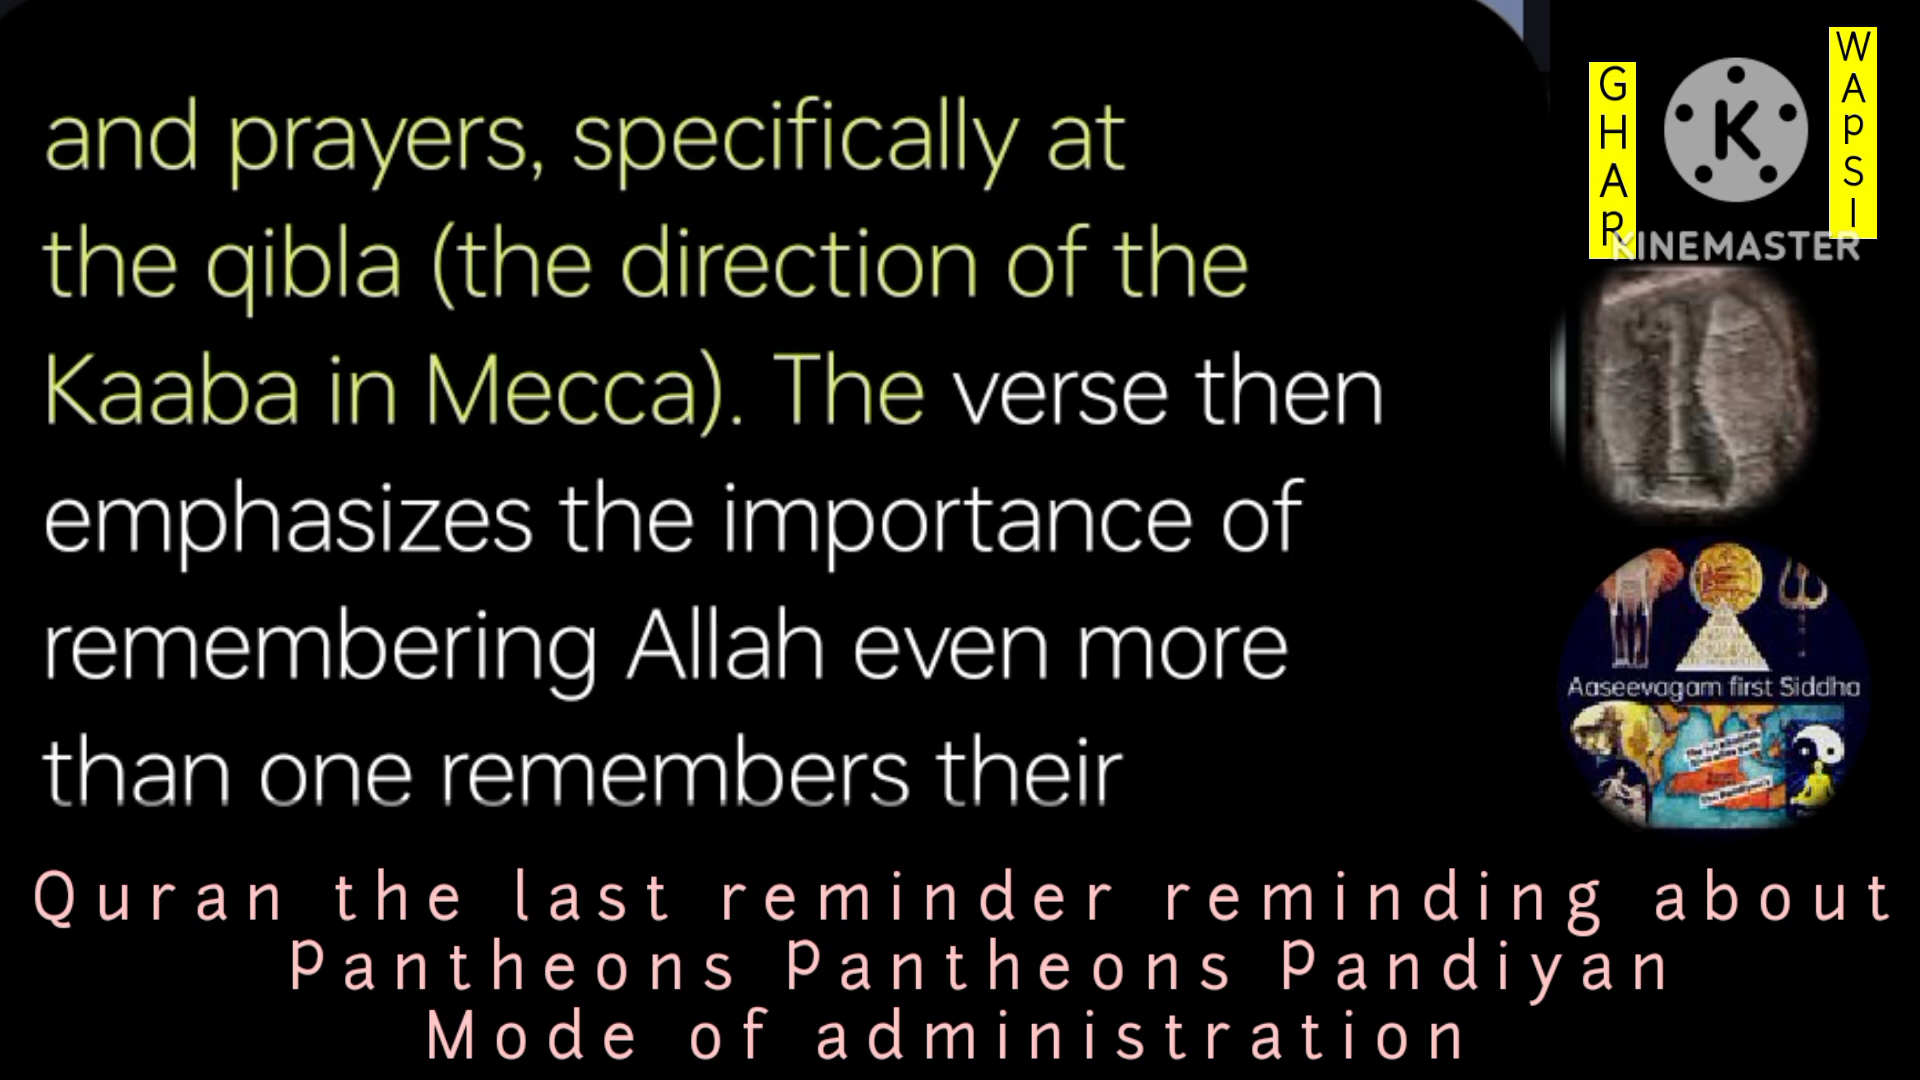 and prayers, specifically at
the qibla (the direction of the
Kaaba in Mecca). The verse then
emphasizes the importance of
remembering Allah even more
than one remembers their
GHAR
WAPSI
K
KINEMASTER
Aaseevagam first Siddha
Quran the last reminder reminding about
Pantheons Pantheons Pandiyan
Mode of administration